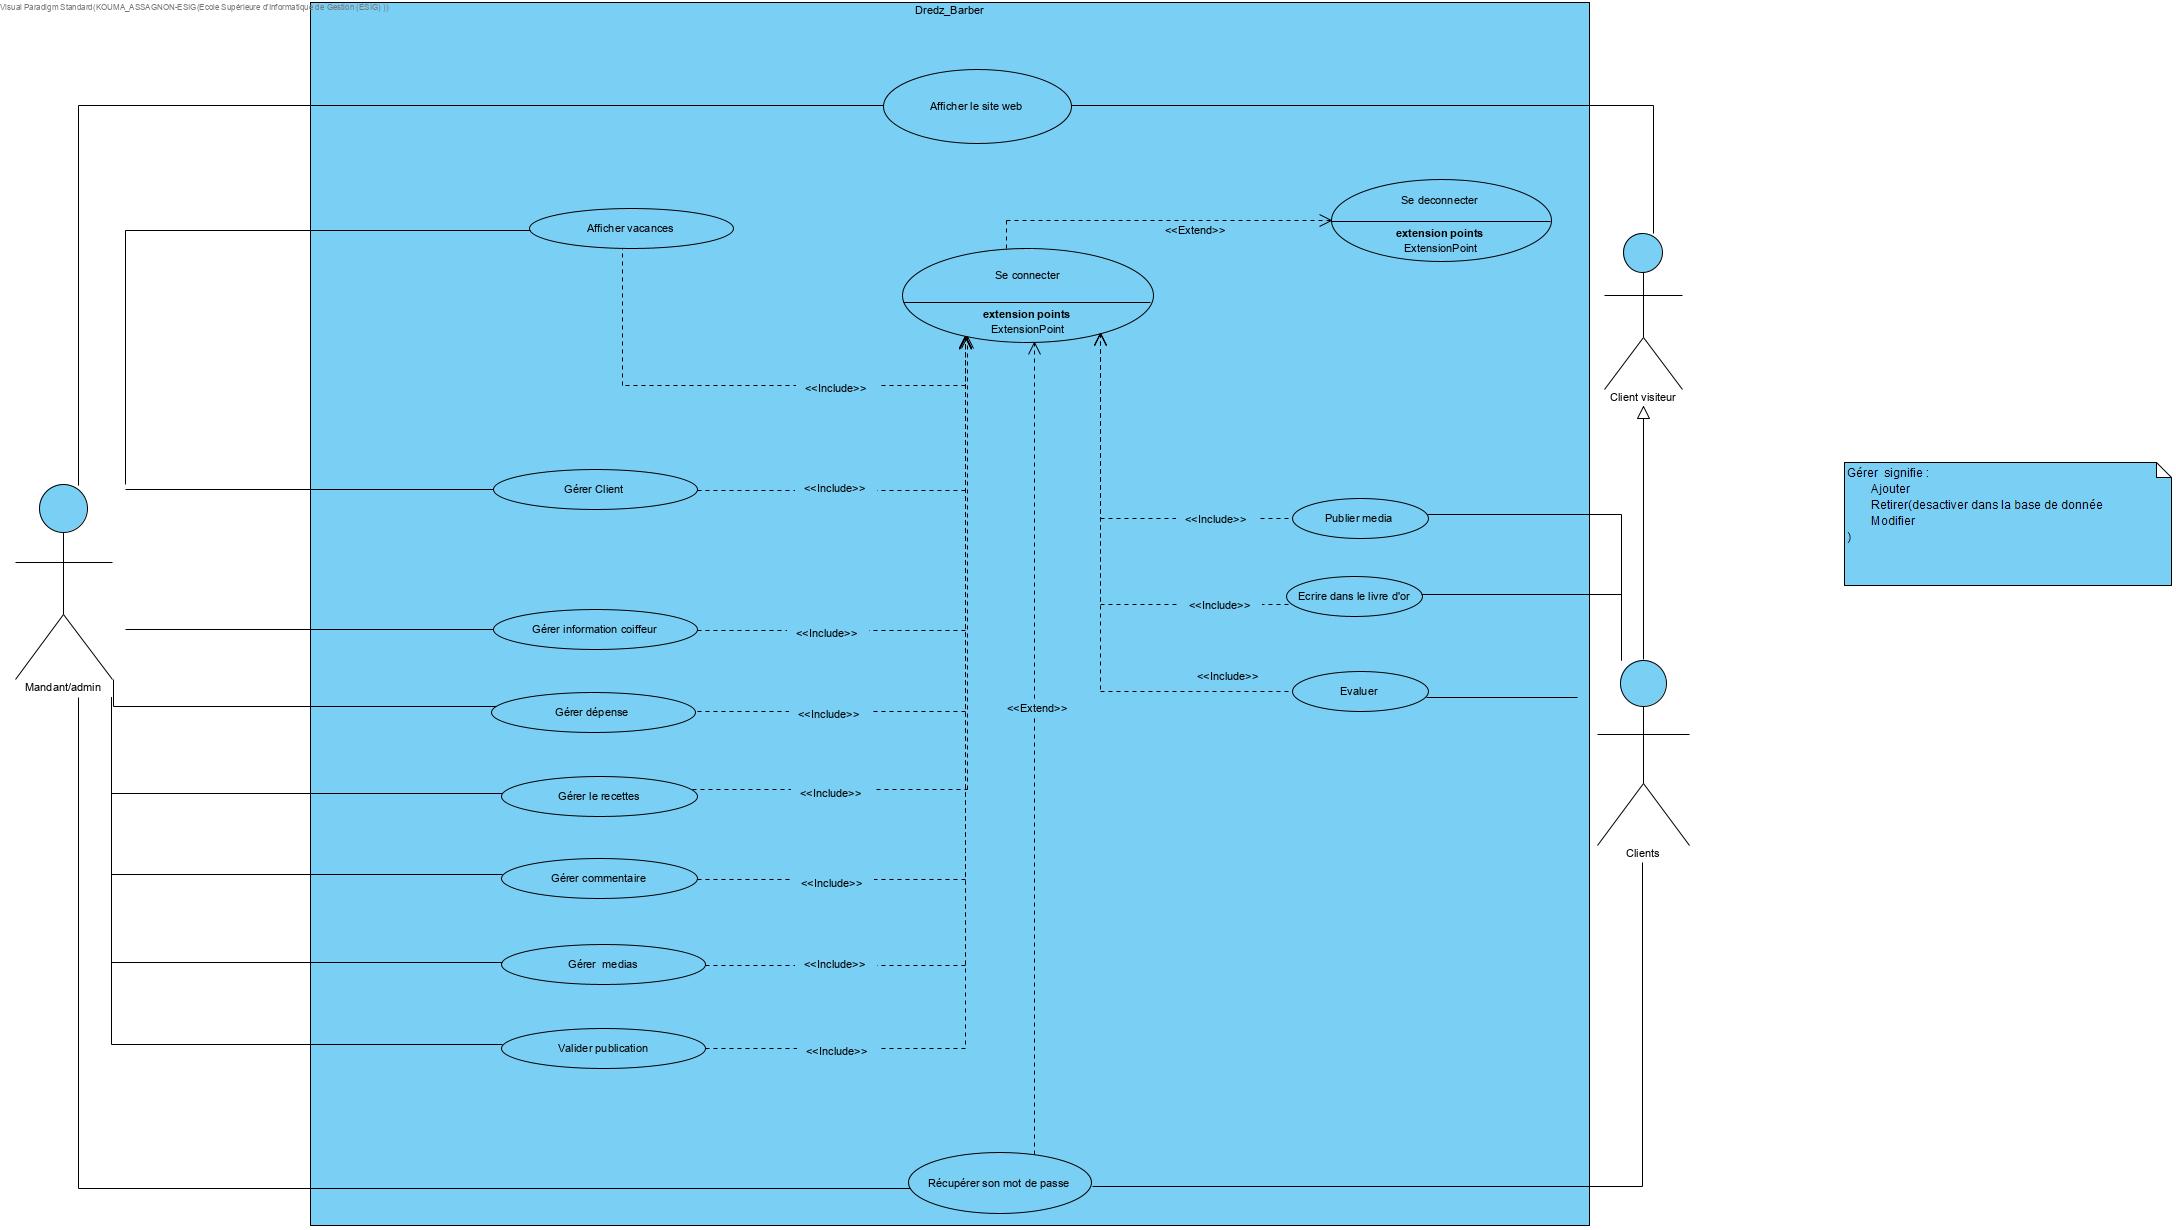 Visual Paradigm Standard(KOUMA_ASSAGNON-ESIG(Ecole Supérieure d'Informatique de Gestion (ESIG) ))
Dredz_Barber
Afficher le site web
Se deconnecter
extension points
ExtensionPoint
Afficher vacances
<<Extend>>
Se connecter
extension points
ExtensionPoint
<<Include>>
Client visiteur
Gérer signifie :
Ajouter
Retirer(desactiver dans la base de donnée
Modifier
)
Gérer Client
<<Include>>
Publier media
<<Include>>
Ecrire dans le livre d'or
<<Include>>
Gérer information coiffeur
<<Include>>
Mandant/admin
<<Include>>
Evaluer
Gérer dépense
<<Include>>
<<Extend>>
Gérer le recettes
<<Include>>
Clients
Gérer commentaire
<<Include>>
Gérer  medias
<<Include>>
Valider publication
<<Include>>
Récupérer son mot de passe